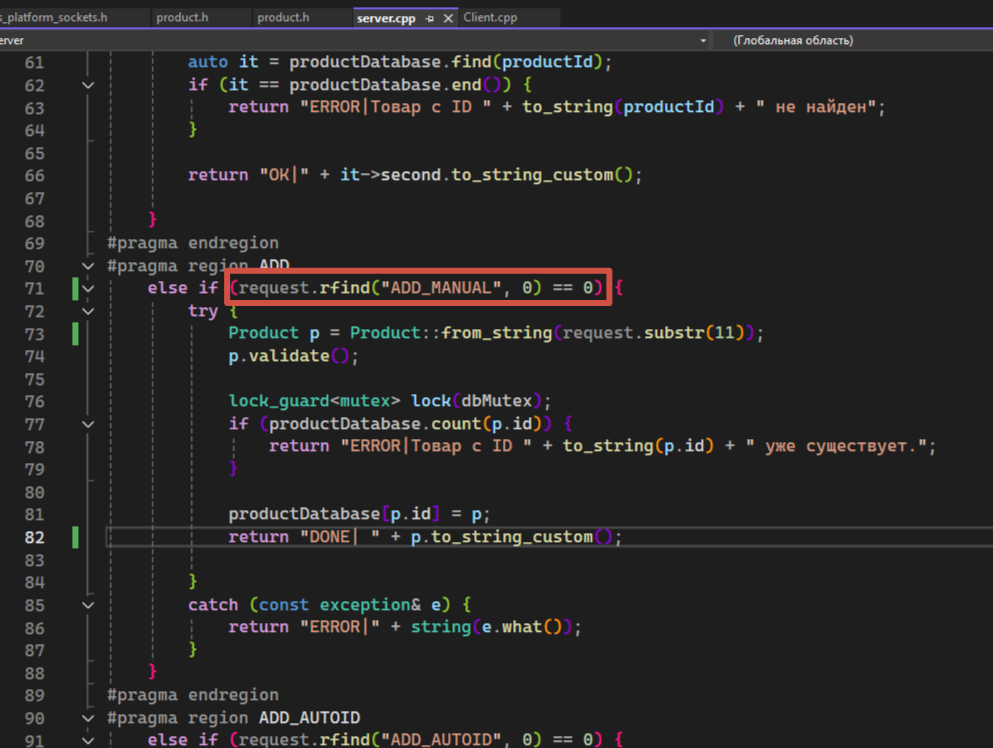 s_platform_sockets.h product.h product.h server.cpp Client.cpp
erver (Глобальная область)
61 auto it = productDatabase.find(productId);
62 if (it == productDatabase.end()) {
63 return "ERROR|Товар с ID " + to_string(productId) + " не найден";
64 }
65
66 return "OK|" + it->second.to_string_custom();
67
68 }
69 #pragma endregion
70 #pragma region ADD
71 else if (request.rfind("ADD_MANUAL", 0) == 0) {
72 try {
73 Product p = Product::from_string(request.substr(11));
74 p.validate();
75
76 lock_guard<mutex> lock(dbMutex);
77 if (productDatabase.count(p.id)) {
78 return "ERROR|Товар с ID " + to_string(p.id) + " уже существует.";
79 }
80
81 productDatabase[p.id] = p;
82 return "DONE| " + p.to_string_custom();
83
84 }
85 catch (const exception& e) {
86 return "ERROR|" + string(e.what());
87 }
88 }
89 #pragma endregion
90 #pragma region ADD_AUTOID
91 else if (request.rfind("ADD_AUTOID", 0) == 0) {